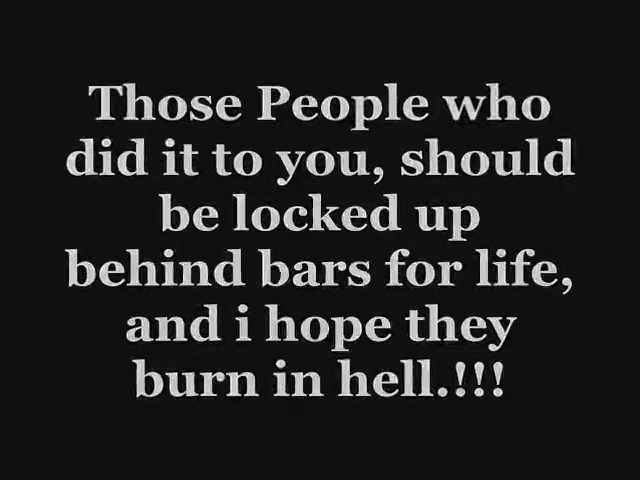 Those People who
did it to you, should
be locked up
behind bars for life,
and i hope they
burn in hell.!!!